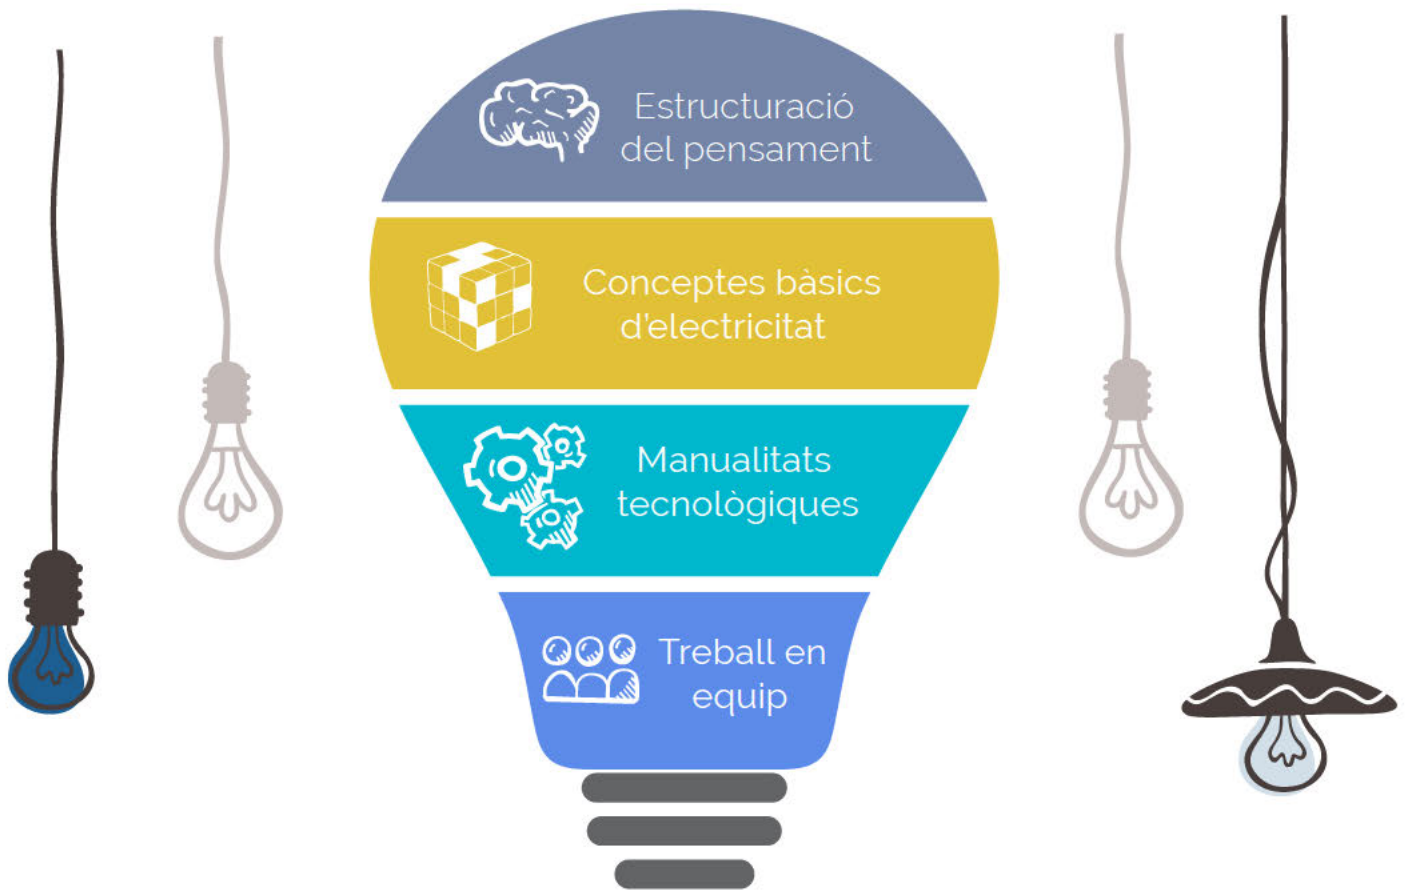 Estructuració
del pensament
Conceptes bàsics
d'electricitat
Manualitats
tecnològiques
Treball en
equip